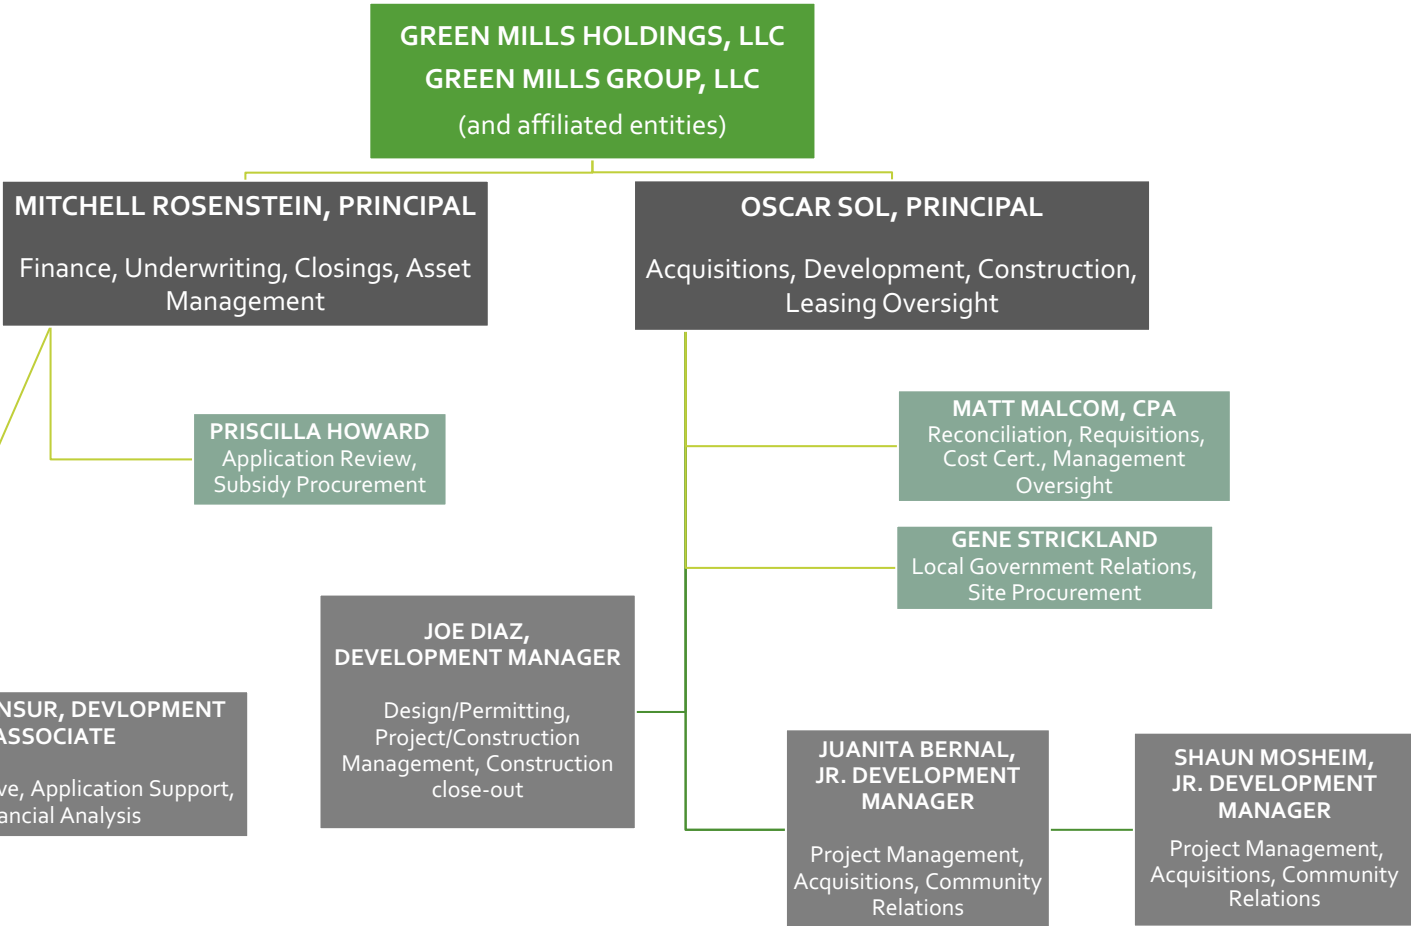 GREEN MILLS HOLDINGS, LLC
GREEN MILLS GROUP, LLC
(and affiliated entities)
MITCHELL ROSENSTEIN, PRINCIPAL
Finance, Underwriting, Closings, Asset
Management
OSCAR SOL, PRINCIPAL
Acquisitions, Development, Construction,
Leasing Oversight
PRISCILLA HOWARD
Application Review,
Subsidy Procurement
MATT MALCOM, CPA
Reconciliation, Requisitions,
Cost Cert., Management
Oversight
GENE STRICKLAND
Local Government Relations,
Site Procurement
JOE DIAZ,
DEVELOPMENT MANAGER
Design/Permitting,
Project/Construction
Management, Construction
close-out
DEVLOPMENT
ASSOCIATE
Application Support,
Analysis
JUANITA BERNAL,
JR. DEVELOPMENT
MANAGER
Project Management,
Acquisitions, Community
Relations
SHAUN MOSHEIM,
JR. DEVELOPMENT
MANAGER
Project Management,
Acquisitions, Community
Relations